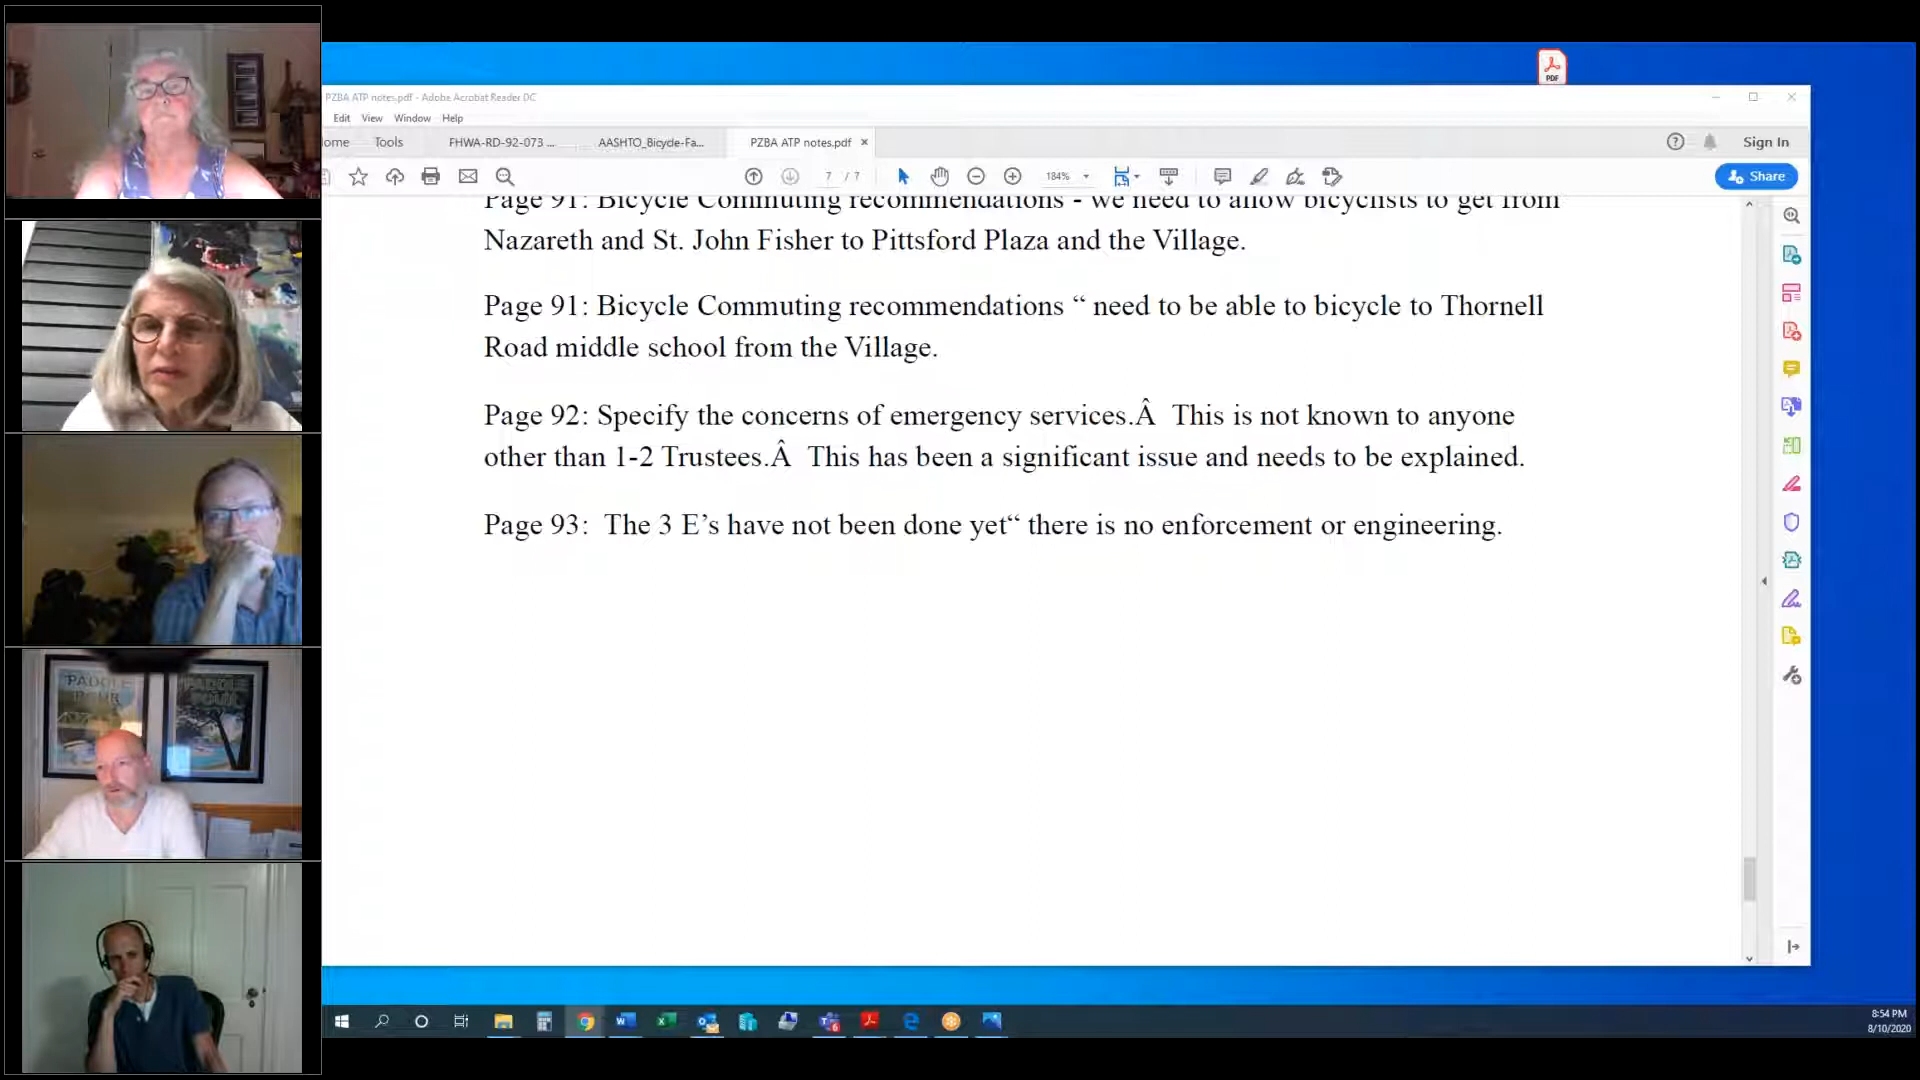 PDF
PZBA ATP notes.pdf - Adobe Acrobat Reader DC
Edit View Window Help
ome Tools FHWA-RD-92-073 ... AASHTO_Bicycle-Fa... PZBA ATP notes.pdf × Sign In
7 / 7 184% Share
Page 91: Bicycle Commuting recommendations - we need to allow bicyclists to get from
Nazareth and St. John Fisher to Pittsford Plaza and the Village.
Page 91: Bicycle Commuting recommendations “ need to be able to bicycle to Thornell
Road middle school from the Village.
Page 92: Specify the concerns of emergency services.Â  This is not known to anyone
other than 1-2 Trustees.Â  This has been a significant issue and needs to be explained.
Page 93:  The 3 E’s have not been done yet“ there is no enforcement or engineering.
PADDLE
PADDLE
8:54 PM
8/10/2020